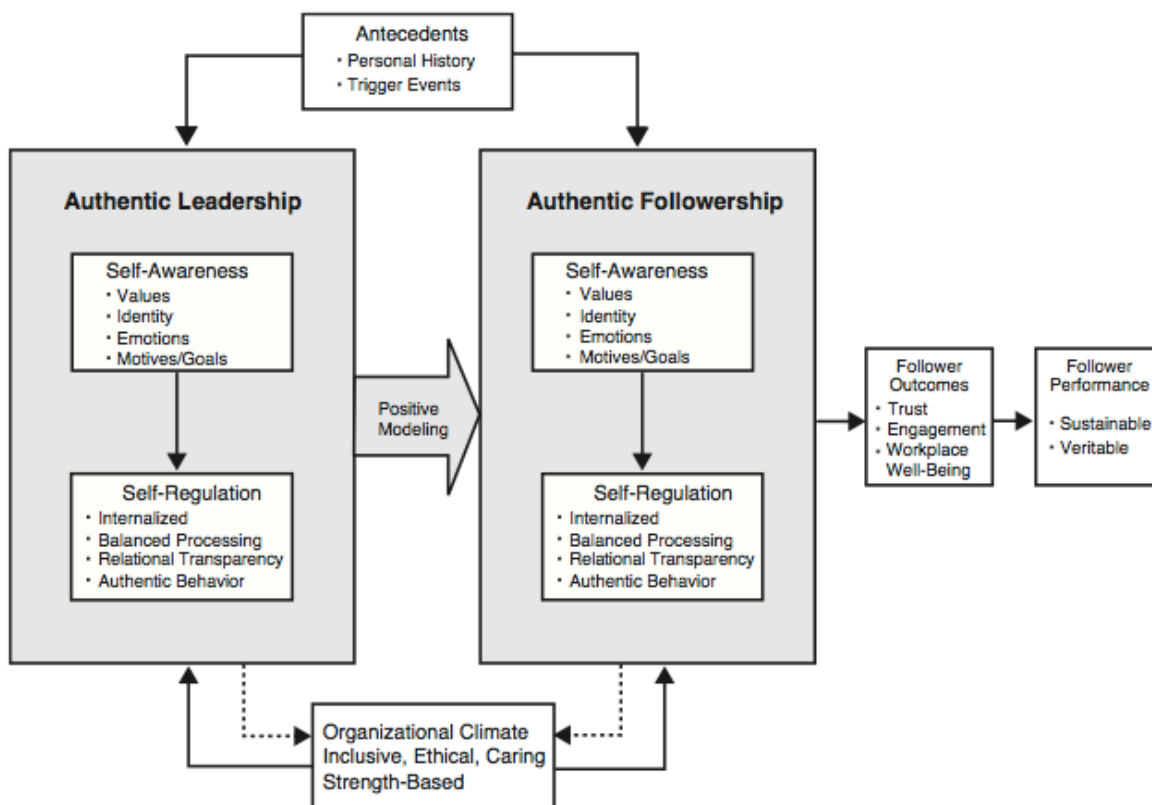 Antecedents
• Personal History
• Trigger Events
Authentic Leadership
Self-Awareness
• Values
• Identity
• Emotions
• Motives/Goals
Self-Regulation
• Internalized
• Balanced Processing
• Relational Transparency
• Authentic Behavior
Positive
Modeling
Authentic Followership
Self-Awareness
• Values
• Identity
• Emotions
• Motives/Goals
Self-Regulation
• Internalized
• Balanced Processing
• Relational Transparency
• Authentic Behavior
Follower
Outcomes
• Trust
• Engagement
• Workplace
Well-Being
Follower
Performance
• Sustainable
• Veritable
Organizational Climate
Inclusive, Ethical, Caring
Strength-Based